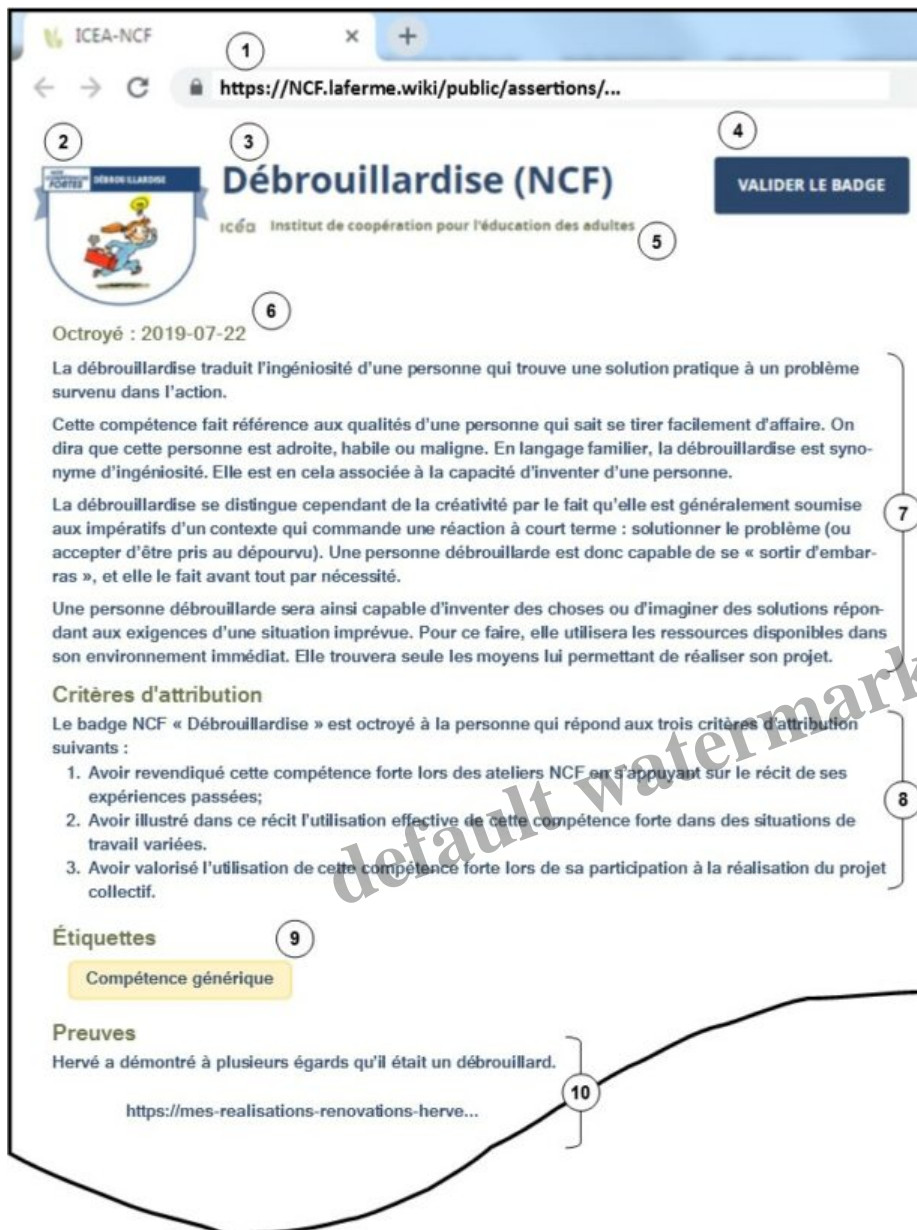 ICEA-NCF
1
https://NCF.laferme.wiki/public/assertions/...
2
3
4
DÉBROUILLARDISE
FORTES
Débrouillardise (NCF)
VALIDER LE BADGE
icéa Institut de coopération pour l'éducation des adultes
5
6
Octroyé : 2019-07-22
La débrouillardise traduit l'ingéniosité d'une personne qui trouve une solution pratique à un problème
survenu dans l'action.
Cette compétence fait référence aux qualités d'une personne qui sait se tirer facilement d'affaire. On
dira que cette personne est adroite, habile ou maligne. En langage familier, la débrouillardise est syno-
nyme d'ingéniosité. Elle est en cela associée à la capacité d'inventer d'une personne.
La débrouillardise se distingue cependant de la créativité par le fait qu'elle est généralement soumise
aux impératifs d'un contexte qui commande une réaction à court terme : solutionner le problème (ou
accepter d'être pris au dépourvu). Une personne débrouillarde est donc capable de se « sortir d'embar-
ras », et elle le fait avant tout par nécessité.
7
Une personne débrouillarde sera ainsi capable d'inventer des choses ou d'imaginer des solutions répon-
dant aux exigences d'une situation imprévue. Pour ce faire, elle utilisera les ressources disponibles dans
son environnement immédiat. Elle trouvera seule les moyens lui permettant de réaliser son projet.
Critères d'attribution
Le badge NCF « Débrouillardise » est octroyé à la personne qui répond aux trois critères d'attribution
suivants :
1. Avoir revendiqué cette compétence forte lors des ateliers NCF en s'appuyant sur le récit de ses
expériences passées;
2. Avoir illustré dans ce récit l'utilisation effective de cette compétence forte dans des situations de
travail variées.
3. Avoir valorisé l'utilisation de cette compétence forte lors de sa participation à la réalisation du projet
collectif.
8
default watermark
Étiquettes
9
Compétence générique
Preuves
Hervé a démontré à plusieurs égards qu'il était un débrouillard.
10
https://mes-realisations-renovations-herve...